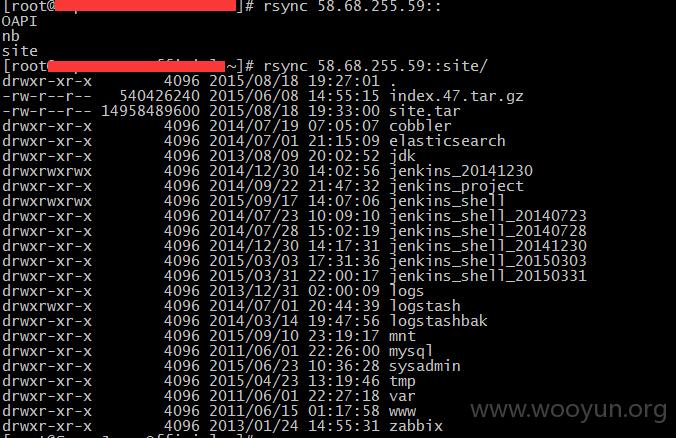 [root@ ]# rsync 58.68.255.59::
OAPI
nb
site
[root@ ~]# rsync 58.68.255.59::site/
drwxr-xr-x 4096 2015/08/18 19:27:01 .
-rw-r--r-- 540426240 2015/06/08 14:55:15 index.47.tar.gz
-rw-r--r-- 14958489600 2015/08/18 19:33:00 site.tar
drwxr-xr-x 4096 2014/07/19 07:05:07 cobbler
drwxr-xr-x 4096 2014/07/01 21:15:09 elasticsearch
drwxr-xr-x 4096 2013/08/09 20:02:52 jdk
drwxrwxrwx 4096 2014/12/30 14:02:56 jenkins_20141230
drwxr-xr-x 4096 2014/09/22 21:47:32 jenkins_project
drwxrwxrwx 4096 2015/09/17 14:07:06 jenkins_shell
drwxr-xr-x 4096 2014/07/23 10:09:10 jenkins_shell_20140723
drwxr-xr-x 4096 2014/07/28 15:02:19 jenkins_shell_20140728
drwxr-xr-x 4096 2014/12/30 14:17:31 jenkins_shell_20141230
drwxr-xr-x 4096 2015/03/03 17:31:36 jenkins_shell_20150303
drwxr-xr-x 4096 2015/03/31 22:00:17 jenkins_shell_20150331
drwxr-xr-x 4096 2013/12/31 02:00:09 logs
drwxrwxr-x 4096 2014/07/01 20:44:39 logstash
drwxr-xr-x 4096 2014/03/14 19:47:56 logstashbak
drwxr-xr-x 4096 2015/09/10 23:19:17 mnt
drwxr-xr-x 4096 2011/06/01 22:26:00 mysql
drwxr-xr-x 4096 2015/06/23 10:36:28 sysadmin
drwxr-xr-x 4096 2015/04/23 13:19:46 tmp
drwxr-xr-x 4096 2011/06/01 22:27:18 var
drwxr-xr-x 4096 2011/06/15 01:17:58 www
drwxr-xr-x 4096 2013/01/24 14:55:31 zabbix
www.wooyun.org